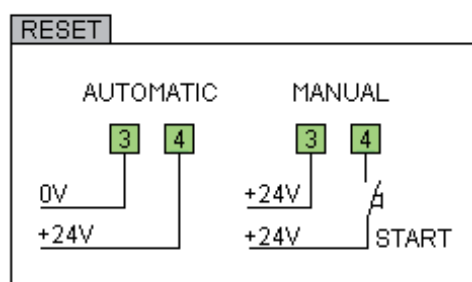 RESET
AUTOMATIC MANUAL
3 4 3 4
0V +24V
+24V +24V START